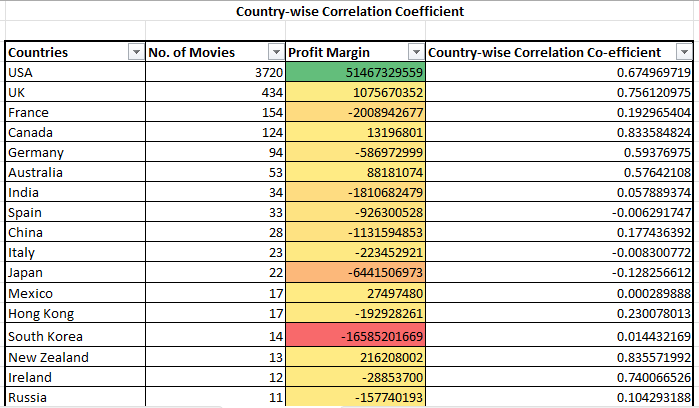 Country-wise Correlation Coefficient
Countries No. of Movies Profit Margin Country-wise Correlation Co-efficient
USA 3720 51467329559 0.674969719
UK 434 1075670352 0.756120975
France 154 -2008942677 0.192965404
Canada 124 13196801 0.833584824
Germany 94 -586972999 0.59376975
Australia 53 88181074 0.57642108
India 34 -1810682479 0.057889374
Spain 33 -926300528 -0.006291747
China 28 -1131594853 0.177436392
Italy 23 -223452921 -0.008300772
Japan 22 -6441506973 -0.128256612
Mexico 17 27497480 0.000289888
Hong Kong 17 -192928261 0.230078013
South Korea 14 -16585201669 0.014432169
New Zealand 13 216208002 0.835571992
Ireland 12 -28853700 0.740066526
Russia 11 -157740193 0.104293188